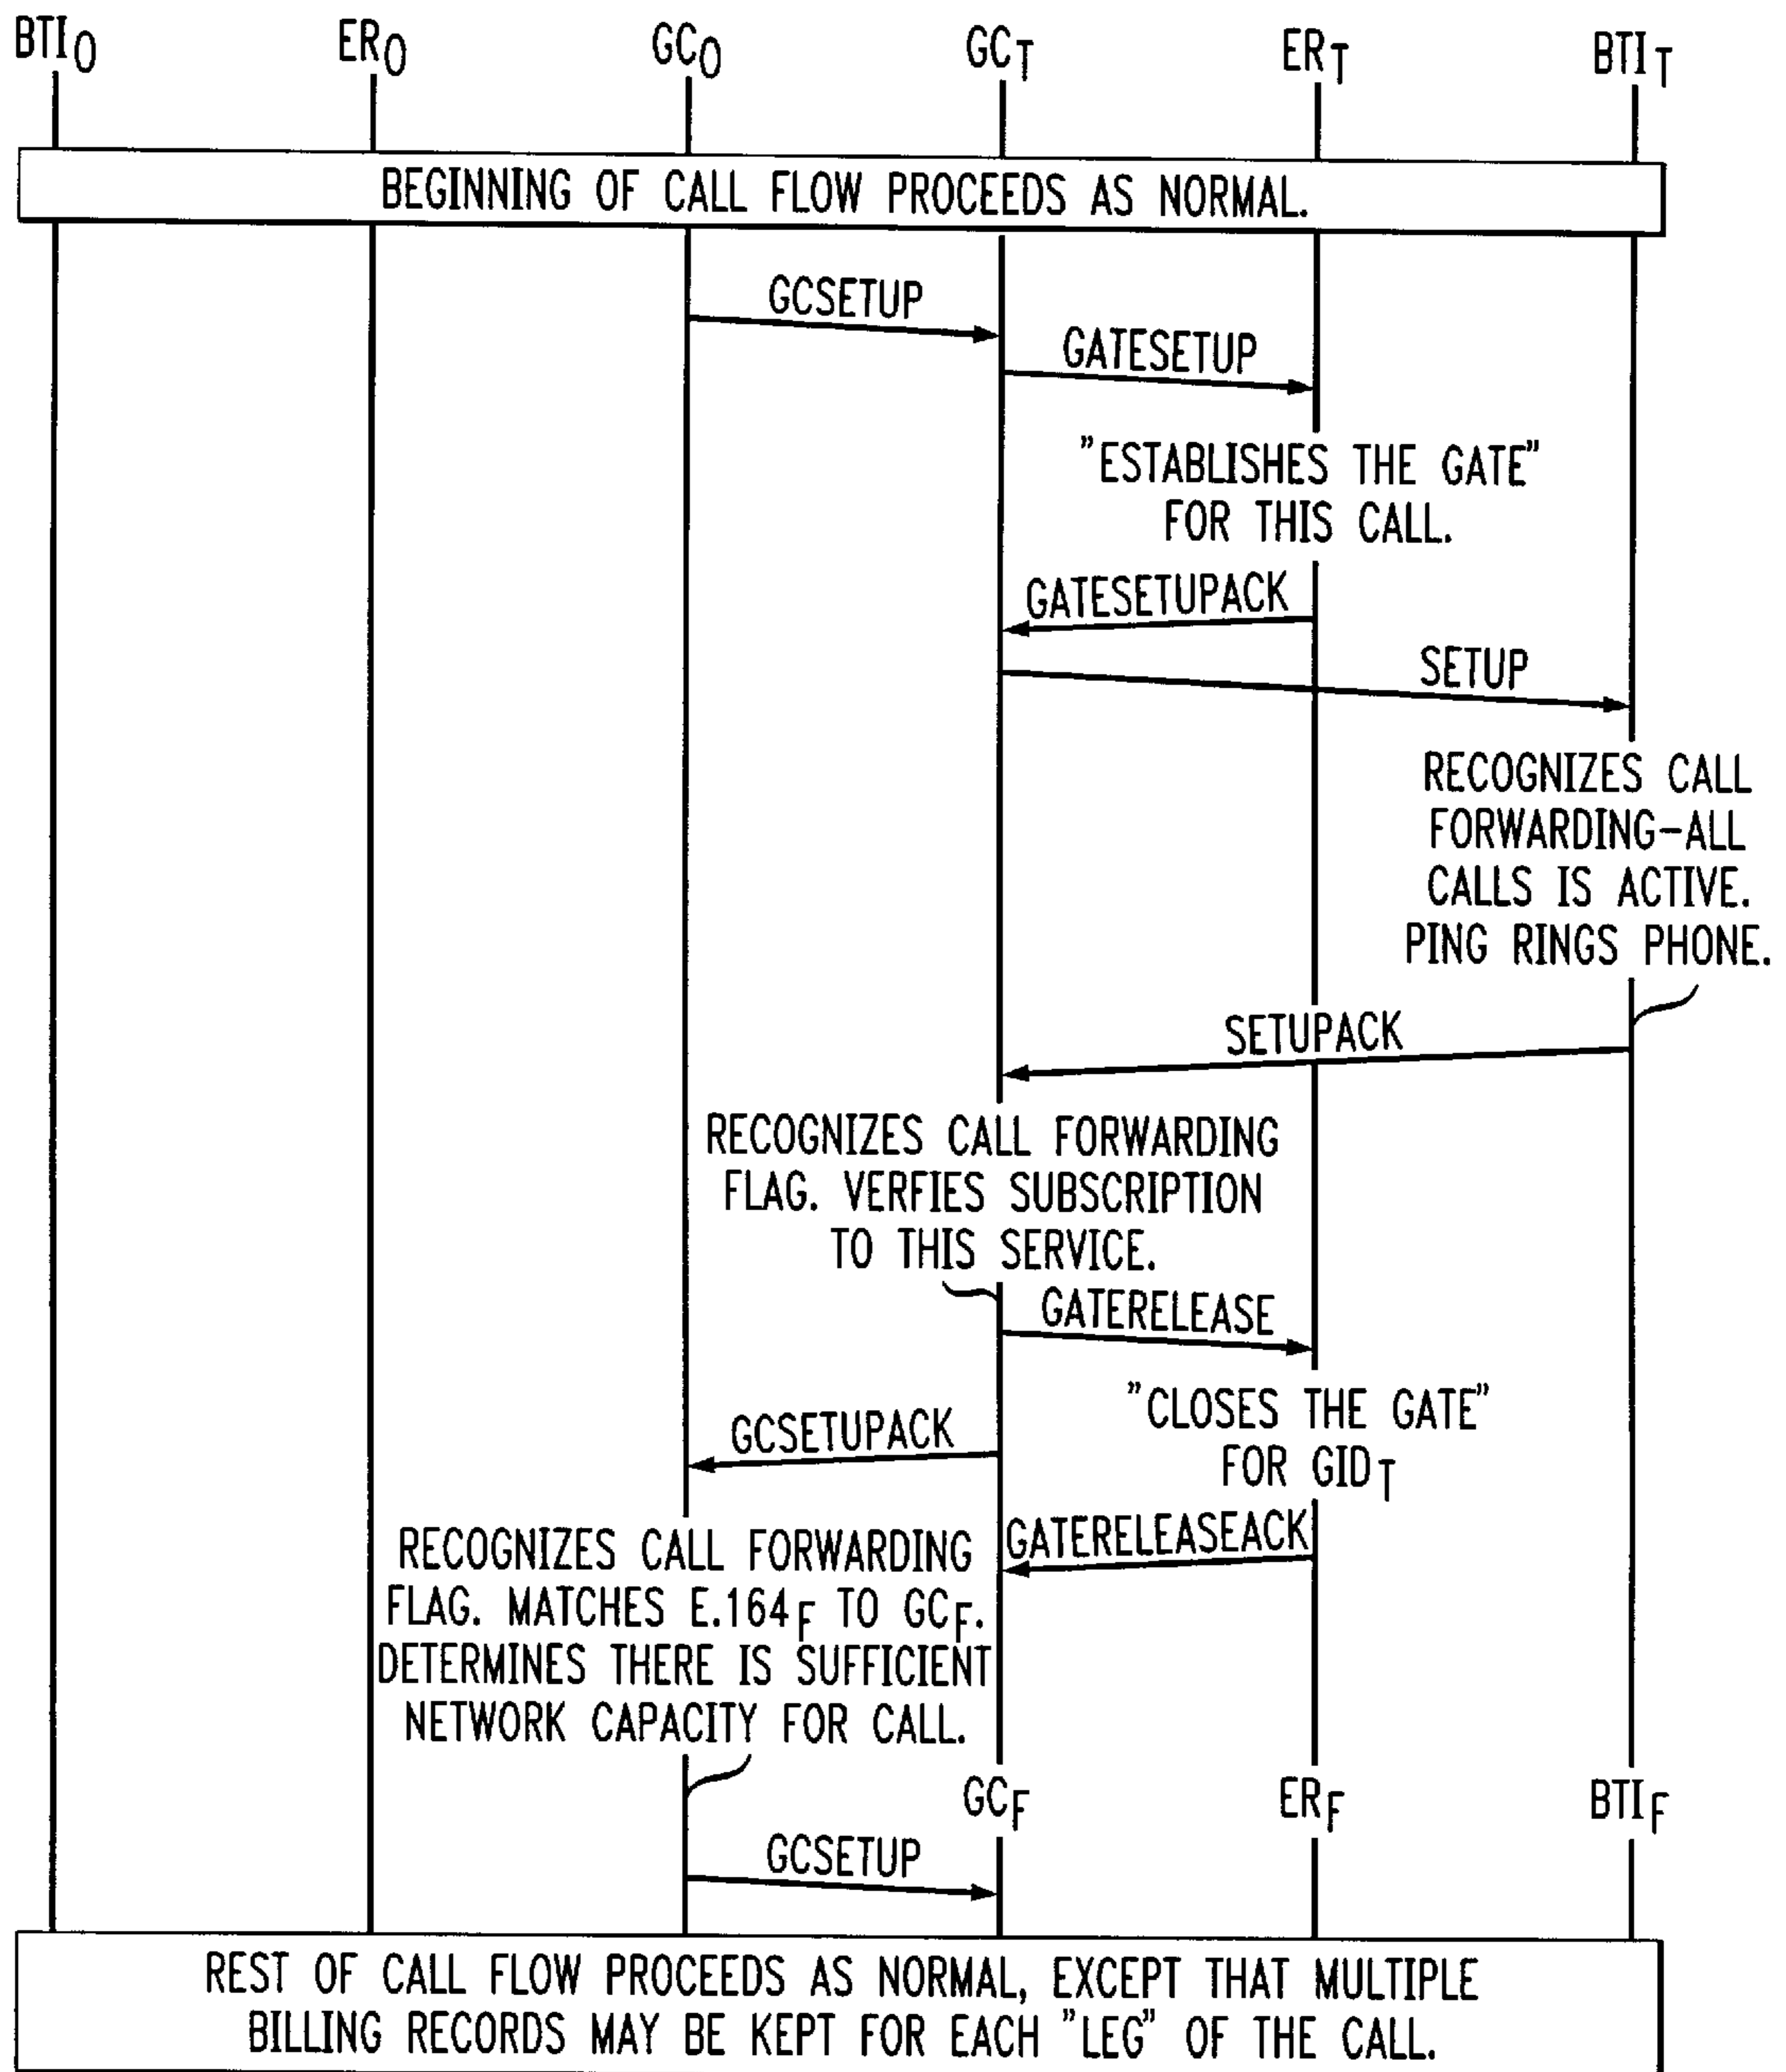 BTIO
ERO
GCO
GCT
ERT
BTIT
BEGINNING OF CALL FLOW PROCEEDS AS NORMAL.
GCSETUP
GATESETUP
"ESTABLISHES THE GATE"
FOR THIS CALL.
GATESETUPACK
SETUP
RECOGNIZES CALL
FORWARDING-ALL
CALLS IS ACTIVE.
PING RINGS PHONE.
SETUPACK
RECOGNIZES CALL FORWARDING
FLAG. VERFIES SUBSCRIPTION
TO THIS SERVICE.
GATERELEASE
"CLOSES THE GATE"
FOR GIDT
GCSETUPACK
GATERELEASEACK
RECOGNIZES CALL FORWARDING
FLAG. MATCHES E.164F TO GCF.
DETERMINES THERE IS SUFFICIENT
NETWORK CAPACITY FOR CALL.
GCF
ERF
BTIF
GCSETUP
REST OF CALL FLOW PROCEEDS AS NORMAL, EXCEPT THAT MULTIPLE
BILLING RECORDS MAY BE KEPT FOR EACH "LEG" OF THE CALL.